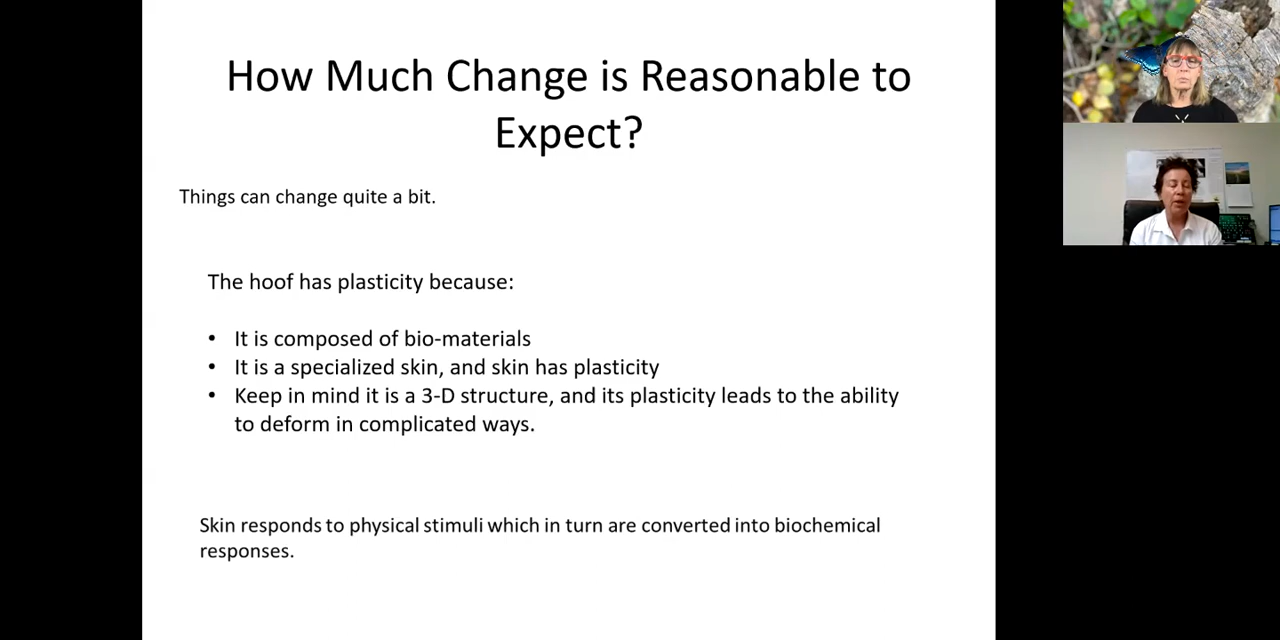 How Much Change is Reasonable to
Expect?
Things can change quite a bit.
The hoof has plasticity because:
• It is composed of bio-materials
• It is a specialized skin, and skin has plasticity
• Keep in mind it is a 3-D structure, and its plasticity leads to the ability
to deform in complicated ways.
Skin responds to physical stimuli which in turn are converted into biochemical
responses.